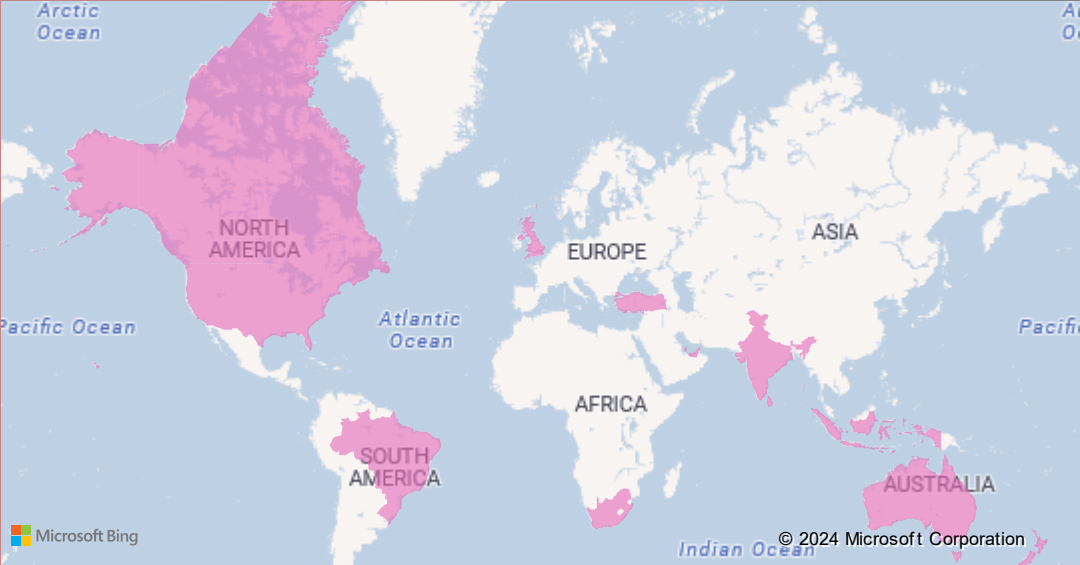 Arctic
Ocean
NORTH
AMERICA
EUROPE
ASIA
Pacific Ocean
Atlantic
Ocean
AFRICA
SOUTH
AMERICA
AUSTRALIA
Indian Ocean
Microsoft Bing
© 2024 Microsoft Corporation